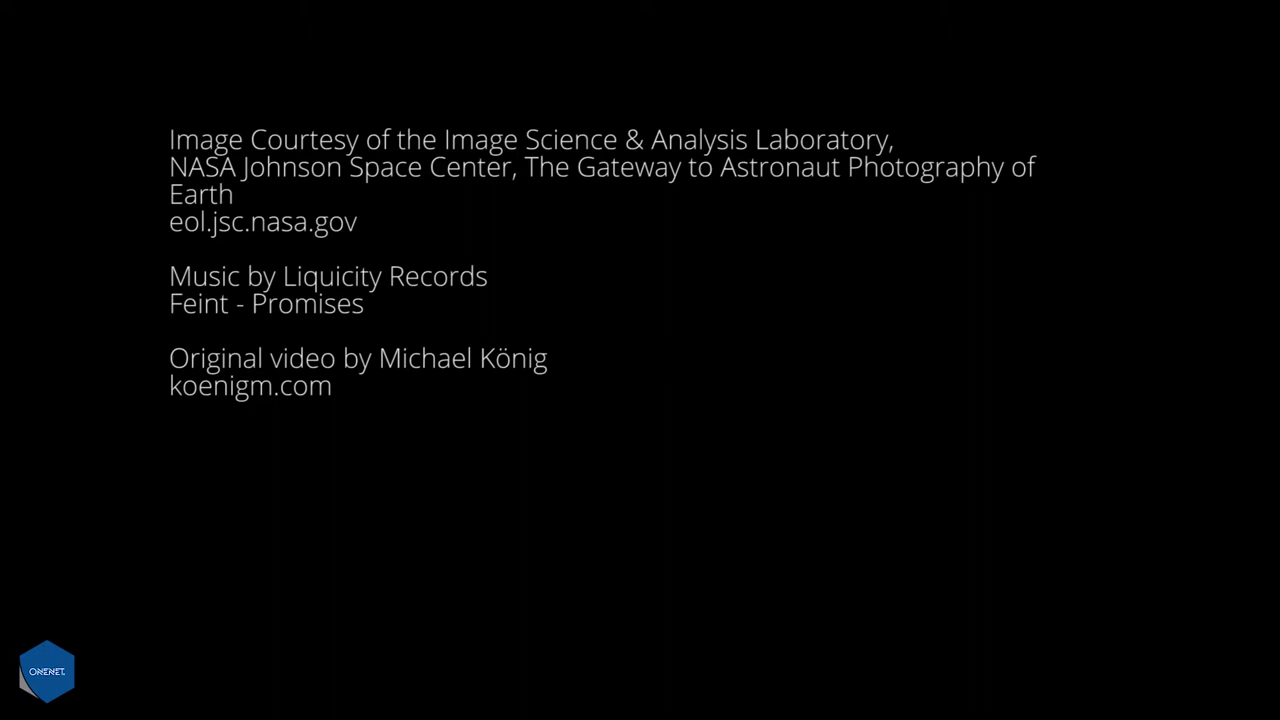 Image Courtesy of the Image Science & Analysis Laboratory,
NASA Johnson Space Center, The Gateway to Astronaut Photography of
Earth
eol.jsc.nasa.gov
Music by Liquicity Records
Feint - Promises
Original video by Michael König
koenigm.com
ONENET